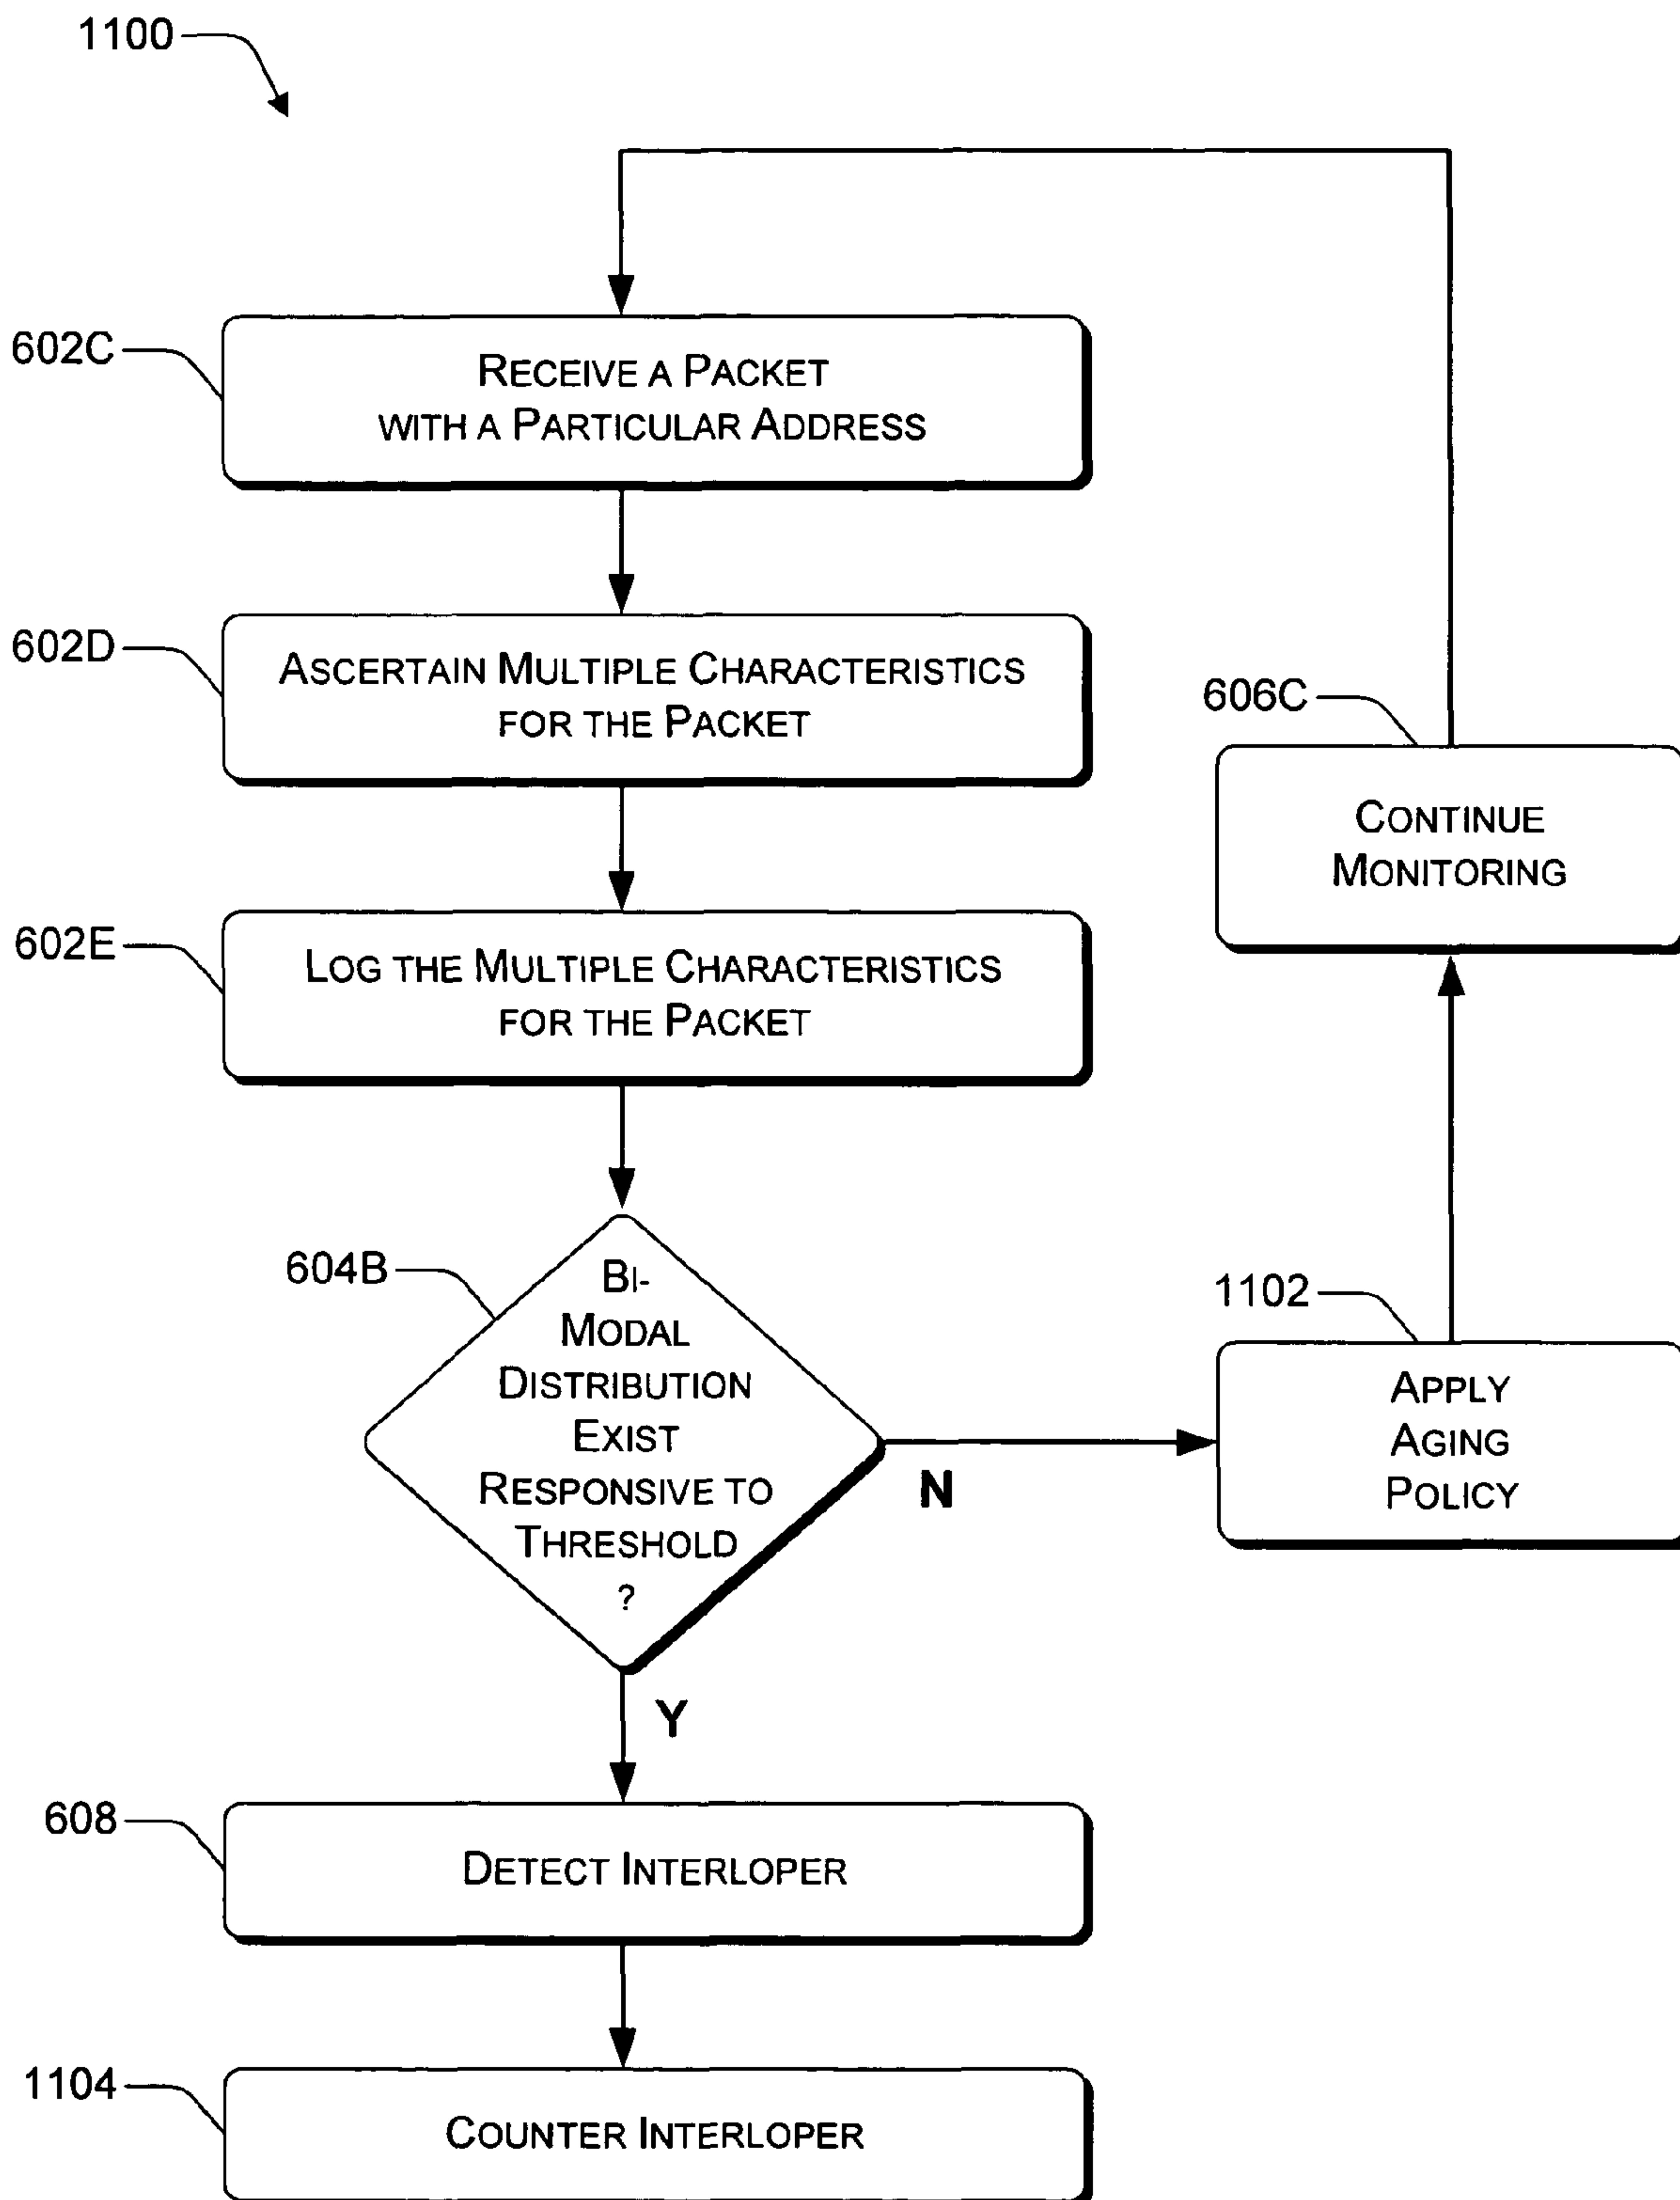 1100
602C
RECEIVE A PACKET
WITH A PARTICULAR ADDRESS
602D
ASCERTAIN MULTIPLE CHARACTERISTICS
FOR THE PACKET
606C
CONTINUE
MONITORING
602E
LOG THE MULTIPLE CHARACTERISTICS
FOR THE PACKET
604B
BI-
MODAL
DISTRIBUTION
EXIST
RESPONSIVE TO
THRESHOLD
?
N
1102
APPLY
AGING
POLICY
Y
608
DETECT INTERLOPER
1104
COUNTER INTERLOPER